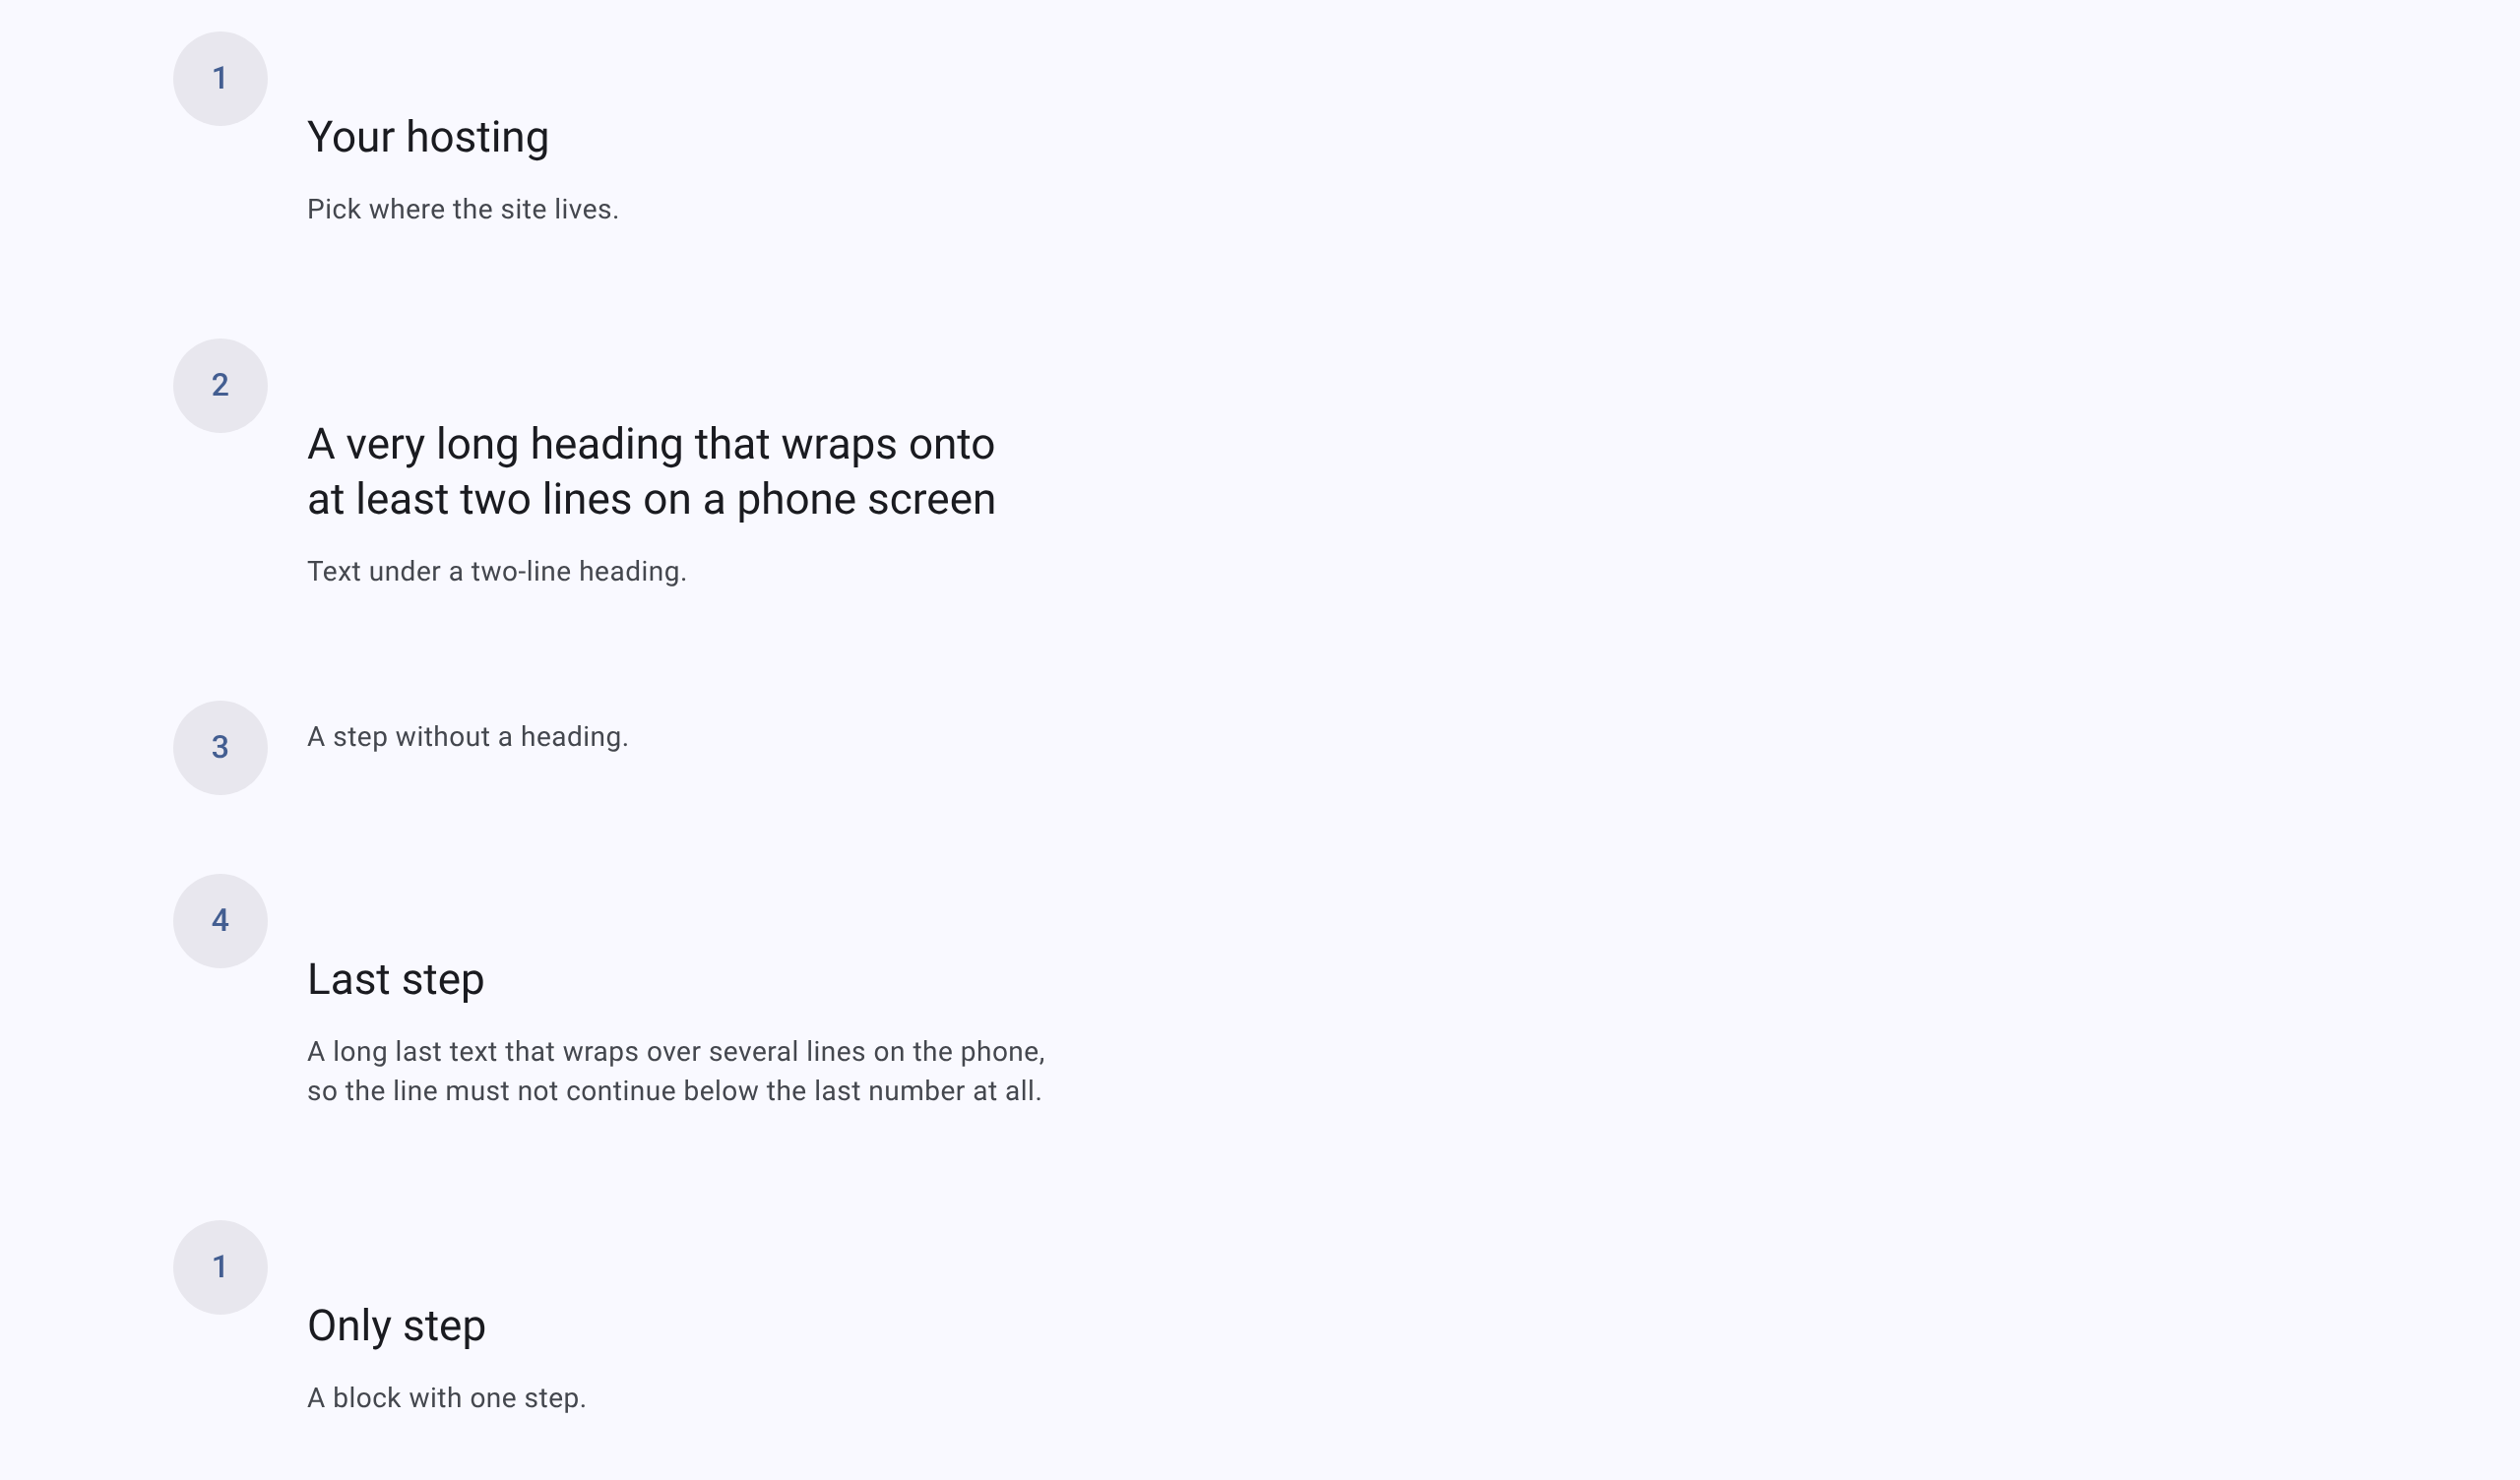 1
Your hosting
Pick where the site lives.
2
A very long heading that wraps onto
at least two lines on a phone screen
Text under a two-line heading.
3
A step without a heading.
4
Last step
A long last text that wraps over several lines on the phone,
so the line must not continue below the last number at all.
1
Only step
A block with one step.